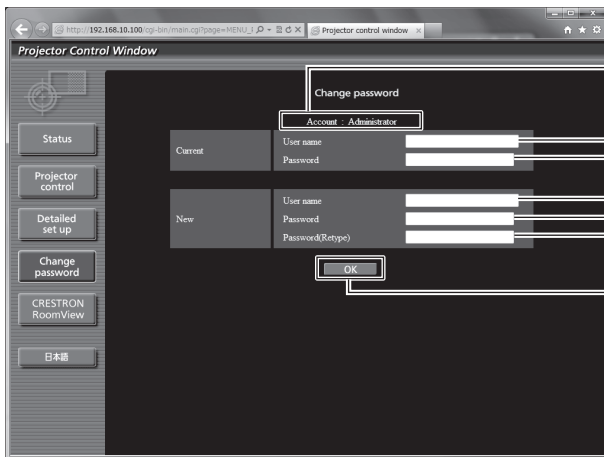 http://192.168.10.100/cgi-bin/main.cgi?page=MENU_I
Projector control window
Projector Control Window
Change password
Account : Administrator
Status
Current
User name
Password
Projector
control
New
User name
Password
Password(Retype)
Detailed
set up
Change
password
OK
CRESTRON
RoomView
日本語